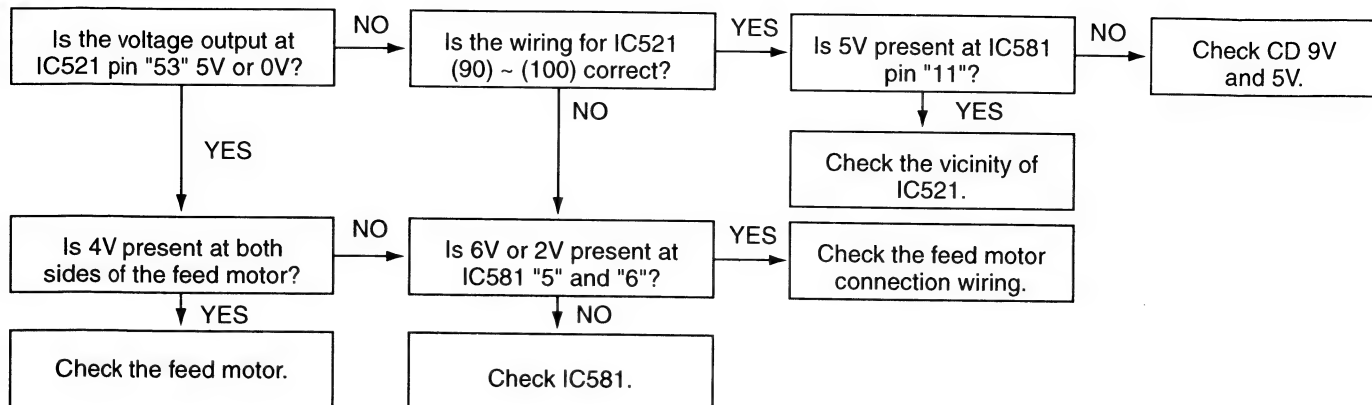 Is the voltage output at
IC521 pin "53" 5V or 0V?
NO
Is the wiring for IC521
(90) ~ (100) correct?
YES
Is 5V present at IC581
pin "11"?
NO
Check CD 9V
and 5V.
YES
NO
YES
Check the vicinity of
IC521.
Is 4V present at both
sides of the feed motor?
NO
Is 6V or 2V present at
IC581 "5" and "6"?
YES
Check the feed motor
connection wiring.
YES
NO
Check the feed motor.
Check IC581.